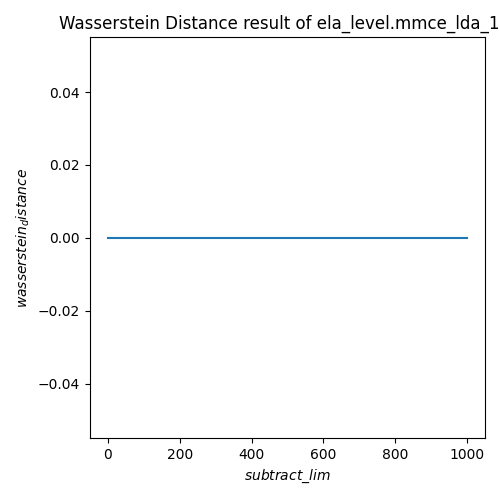 Wasserstein Distance result of ela_level.mmce_lda_1
0.04
0.02
0.00
−0.02
−0.04
wasserstein_distance
0 200 400 600 800 1000
subtract_lim